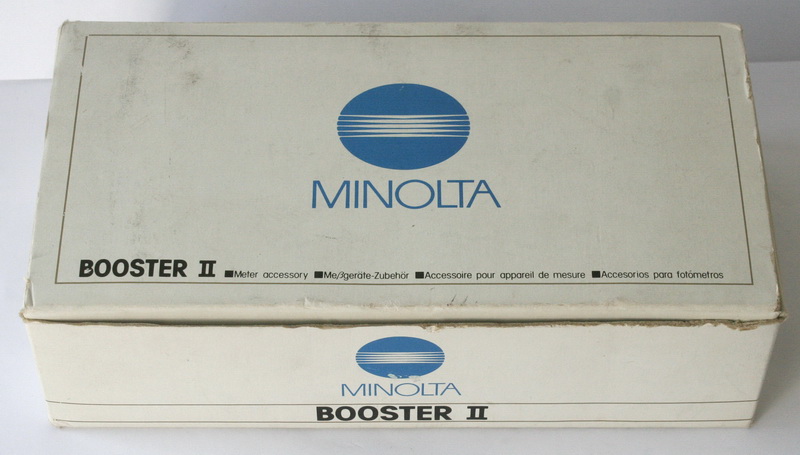 MINOLTA
BOOSTER II ■Meter accessory ■Meßgeräte-Zubehör ■Accessoire pour appareil de mesure ■Accesorios para fotómetros
MINOLTA
BOOSTER II